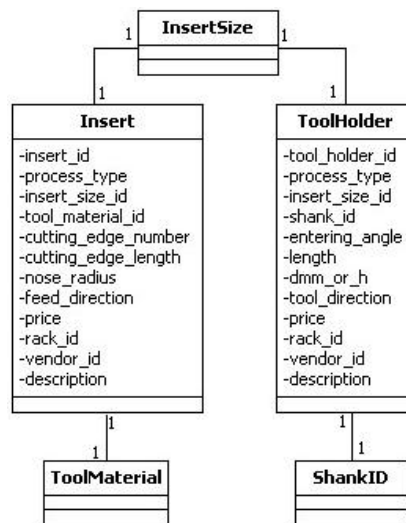 InsertSize
1
1
1
1
Insert
-insert_id
-process_type
-insert_size_id
-tool_material_id
-cutting_edge_number
-cutting_edge_length
-nose_radius
-feed_direction
-price
-rack_id
-vendor_id
-description
ToolHolder
-tool_holder_id
-process_type
-insert_size_id
-shank_id
-entering_angle
-length
-dmm_or_h
-tool_direction
-price
-rack_id
-vendor_id
-description
1
1
ToolMaterial
1
1
ShankID